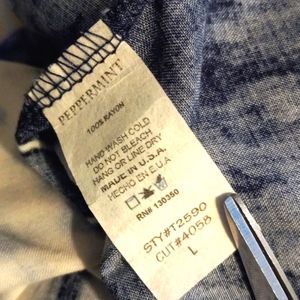 PEPPERMINT
100% RAYON
HAND WASH COLD
DO NOT BLEACH
HANG OR LINE DRY
MADE IN U.S.A.
HECHO EN E.U.A
RN# 130350
STY#T2590
CUT#4058
L